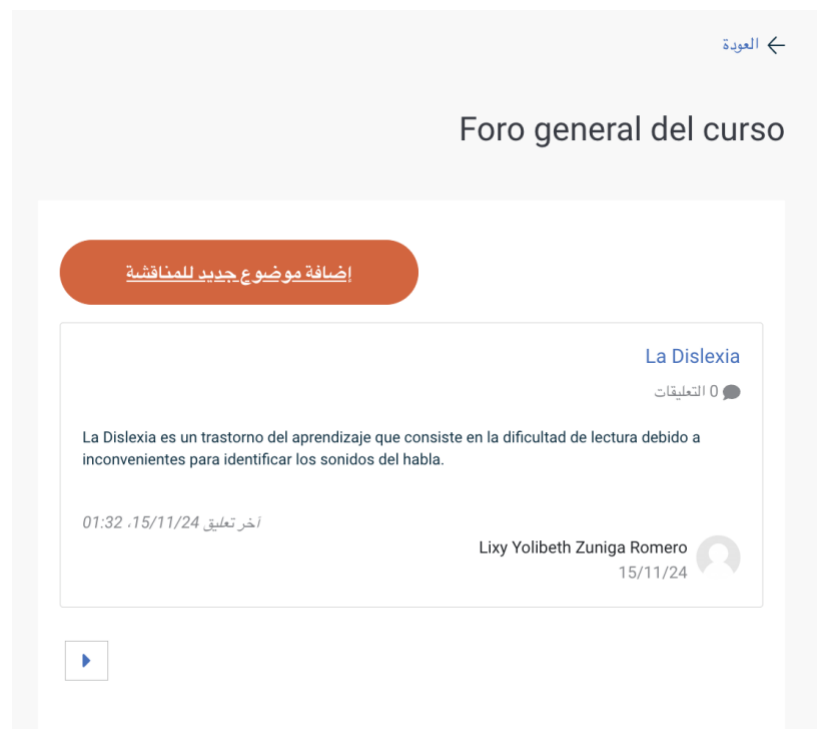 العودة
Foro general del curso
إضافة موضوع جديد للمناقشة
La Dislexia
0 التعليقات
La Dislexia es un trastorno del aprendizaje que consiste en la dificultad de lectura debido a
inconvenientes para identificar los sonidos del habla.
آخر تعليق 15/11/24، 01:32
Lixy Yolibeth Zuniga Romero
15/11/24